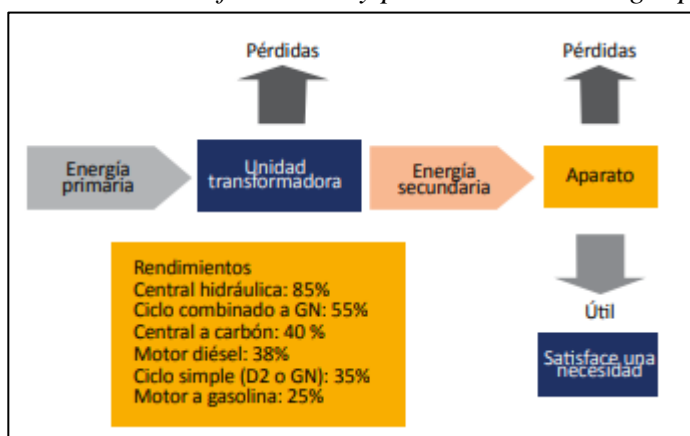 Pérdidas
Pérdidas
Energía
primaria
Unidad
transformadora
Energía
secundaria
Aparato
Rendimientos
Central hidráulica: 85%
Ciclo combinado a GN: 55%
Central a carbón: 40 %
Motor diésel: 38%
Ciclo simple (D2 o GN): 35%
Motor a gasolina: 25%
Útil
Satisface una
necesidad